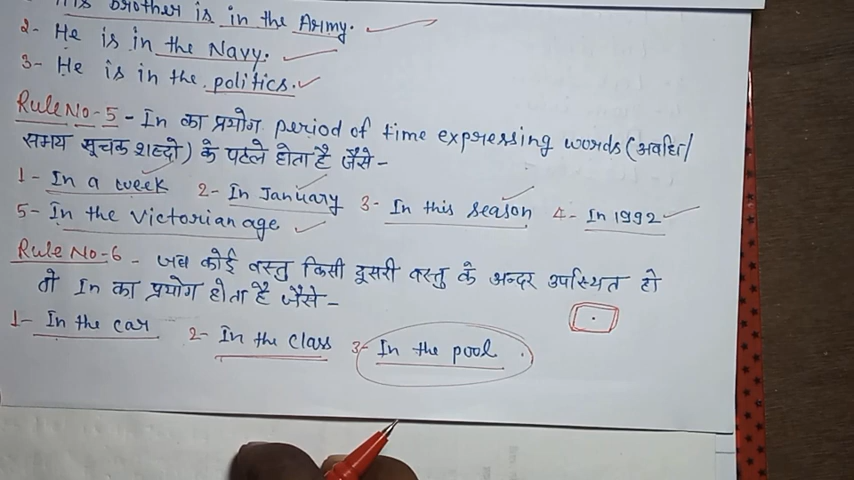 His brother is in the Army.
2- He is in the Navy.
3- He is in the politics.
Rule No-5 - In का प्रयोग period of time expressing words (अवधि/
समय सूचक शब्दो) के पहले होता है जैसे-
1- In a week 2- In January 3- In this season 4- In 1992
5- In the Victorian age
Rule No-6 - जब कोई वस्तु किसी दूसरी वस्तु के अन्दर उपस्थित हो
तो In का प्रयोग होता है जैसे-
1- In the car 2- In the class 3- In the pool.